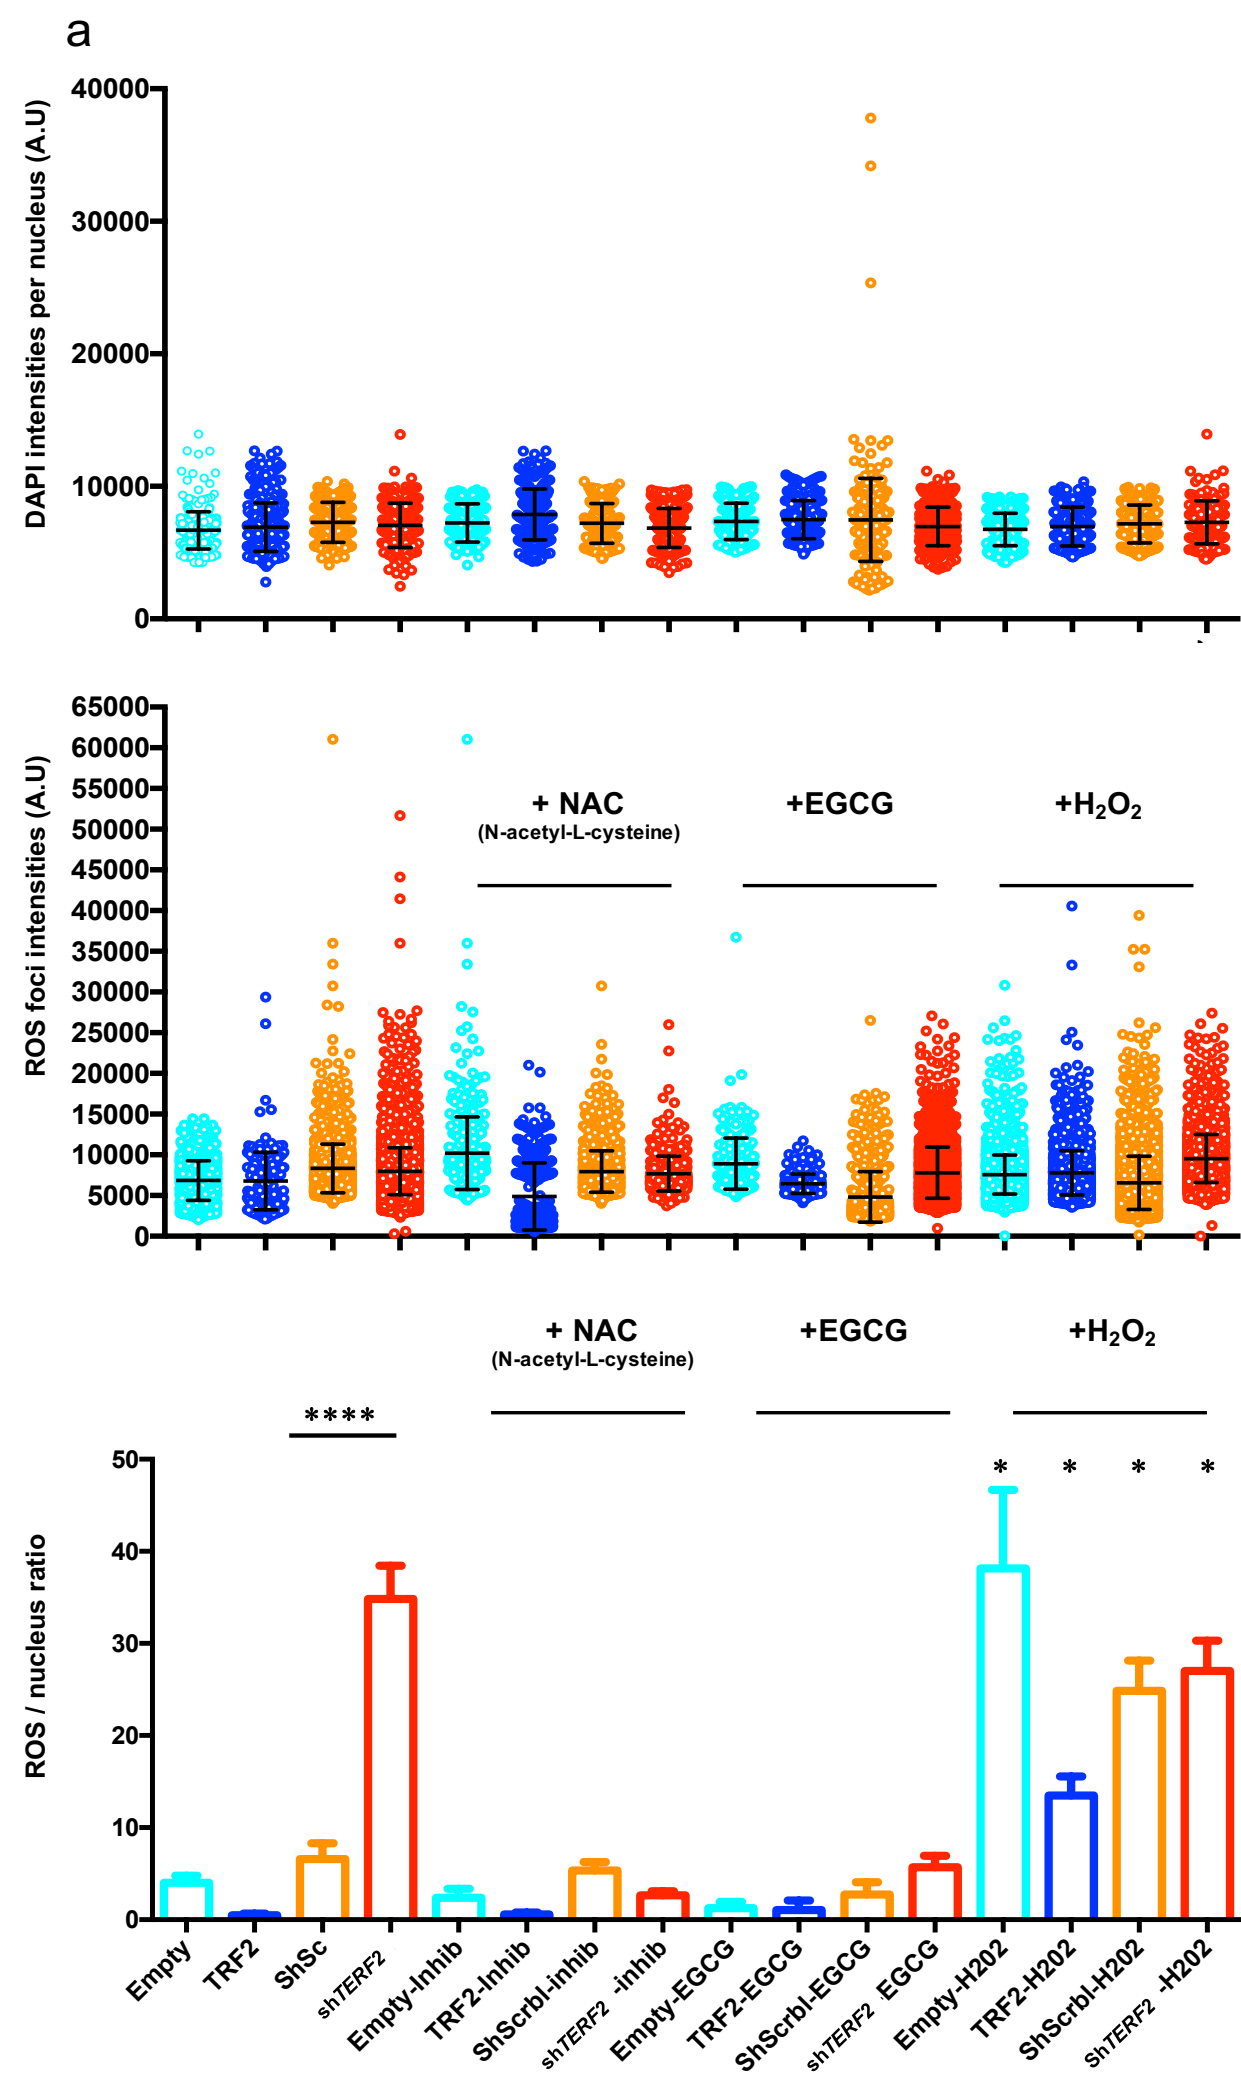 a
DAPI intensities per nucleus (A.U)
40000
30000
20000
10000
0
ROS foci intensities (A.U)
65000
60000
55000
50000
45000
40000
35000
30000
25000
20000
15000
10000
5000
0
+ NAC
(N-acetyl-L-cysteine)
+EGCG
+H₂O₂
+ NAC
(N-acetyl-L-cysteine)
+EGCG
+H₂O₂
****
* * * *
ROS / nucleus ratio
50
40
30
20
10
0
Empty
TRF2
ShSc
shTERF2
Empty-Inhib
TRF2-Inhib
ShScrbl-inhib
shTERF2 -inhib
Empty-EGCG
TRF2-EGCG
ShScrbl-EGCG
shTERF2 EGCG
Empty-H202
TRF2-H202
ShScrbl-H202
ShTERF2 -H202